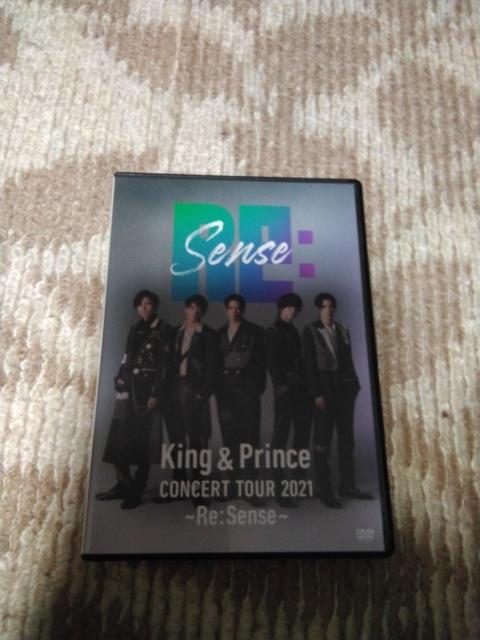 RE:
Sense
King & Prince
CONCERT TOUR 2021
~Re:Sense~
DVD